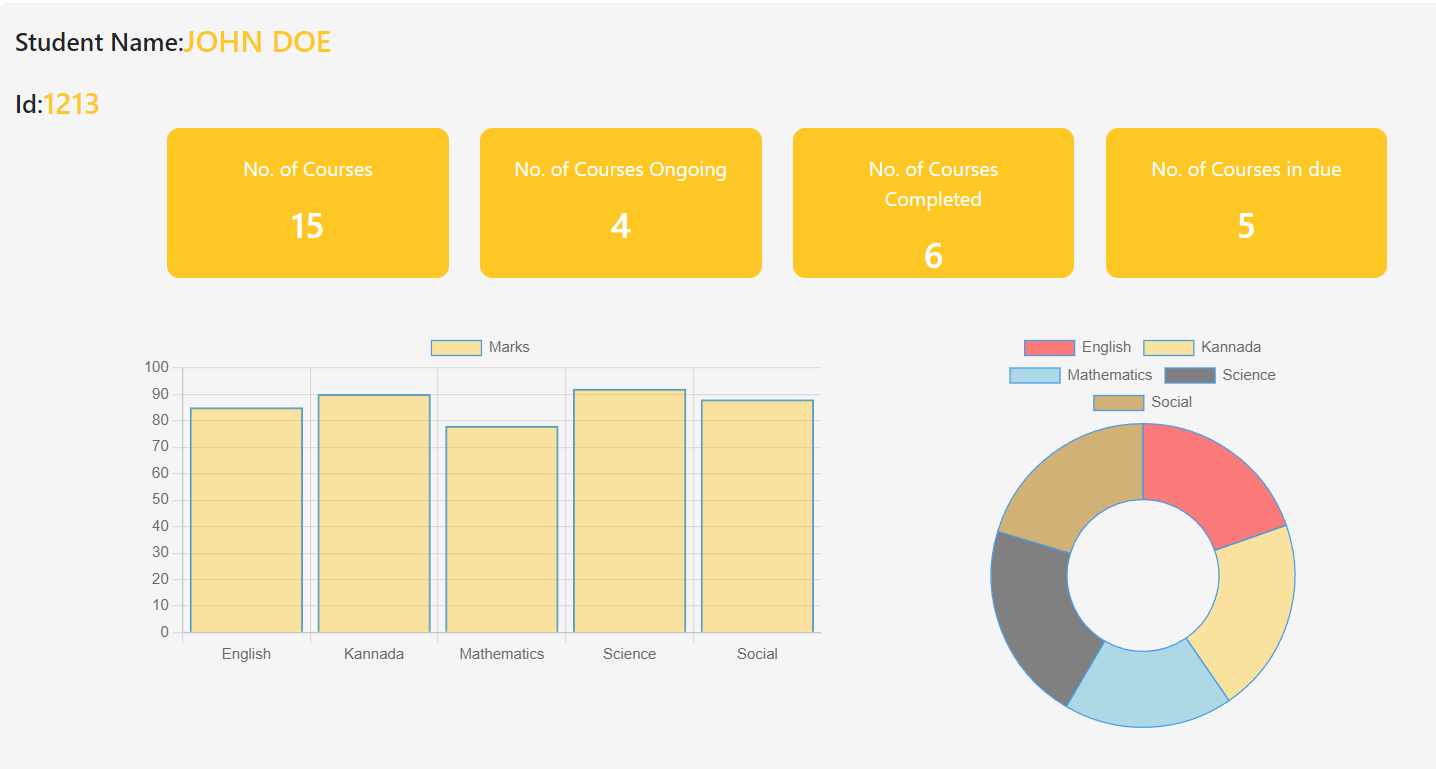 Student Name:JOHN DOE
Id:1213
No. of Courses
15
No. of Courses Ongoing
4
No. of Courses
Completed
6
No. of Courses in due
5
Marks
100
90
80
70
60
50
40
30
20
10
0
English
Kannada
Mathematics
Science
Social
English
Kannada
Mathematics
Science
Social